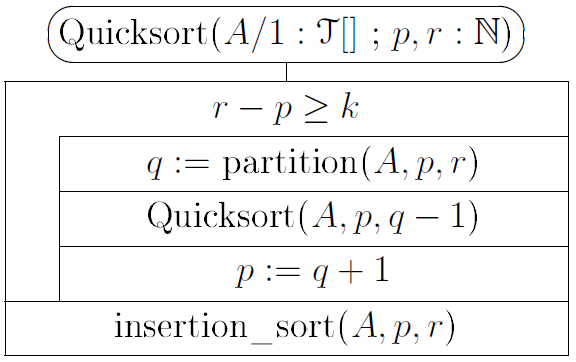 Quicksort(A/1 : 𝒯[] ; p, r : ℕ)
r − p ≥ k
q := partition(A, p, r)
Quicksort(A, p, q − 1)
p := q + 1
insertion_sort(A, p, r)